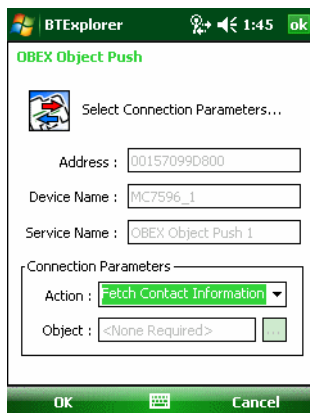 BTExplorer 1:45 ok
OBEX Object Push
Select Connection Parameters...
Address : 00157099D800
Device Name : MC7596_1
Service Name : OBEX Object Push 1
Connection Parameters
Action : Fetch Contact Information
Object : <None Required> ...
OK Cancel